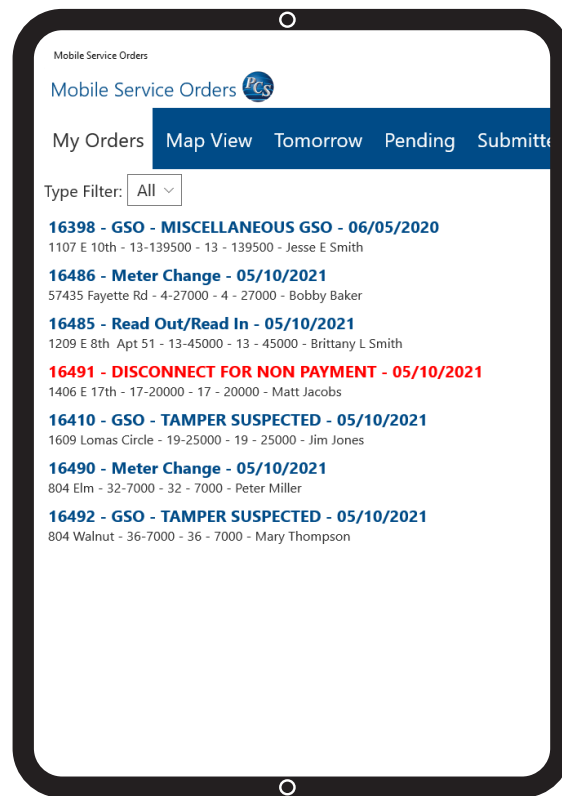 Mobile Service Orders
Mobile Service Orders PCS
My Orders Map View Tomorrow Pending Submitte
Type Filter: All
16398 - GSO - MISCELLANEOUS GSO - 06/05/2020
1107 E 10th - 13-139500 - 13 - 139500 - Jesse E Smith
16486 - Meter Change - 05/10/2021
57435 Fayette Rd - 4-27000 - 4 - 27000 - Bobby Baker
16485 - Read Out/Read In - 05/10/2021
1209 E 8th  Apt 51 - 13-45000 - 13 - 45000 - Brittany L Smith
16491 - DISCONNECT FOR NON PAYMENT - 05/10/2021
1406 E 17th - 17-20000 - 17 - 20000 - Matt Jacobs
16410 - GSO - TAMPER SUSPECTED - 05/10/2021
1609 Lomas Circle - 19-25000 - 19 - 25000 - Jim Jones
16490 - Meter Change - 05/10/2021
804 Elm - 32-7000 - 32 - 7000 - Peter Miller
16492 - GSO - TAMPER SUSPECTED - 05/10/2021
804 Walnut - 36-7000 - 36 - 7000 - Mary Thompson